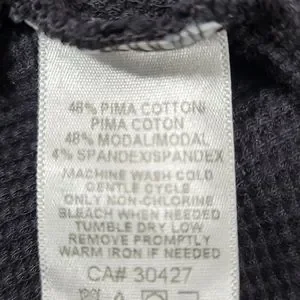 48% PIMA COTTON/
PIMA COTON
48% MODAL/MODAL
4% SPANDEX/SPANDEX
MACHINE WASH COLD
GENTLE CYCLE
ONLY NON-CHLORINE
BLEACH WHEN NEEDED
TUMBLE DRY LOW
REMOVE PROMPTLY
WARM IRON IF NEEDED
CA# 30427